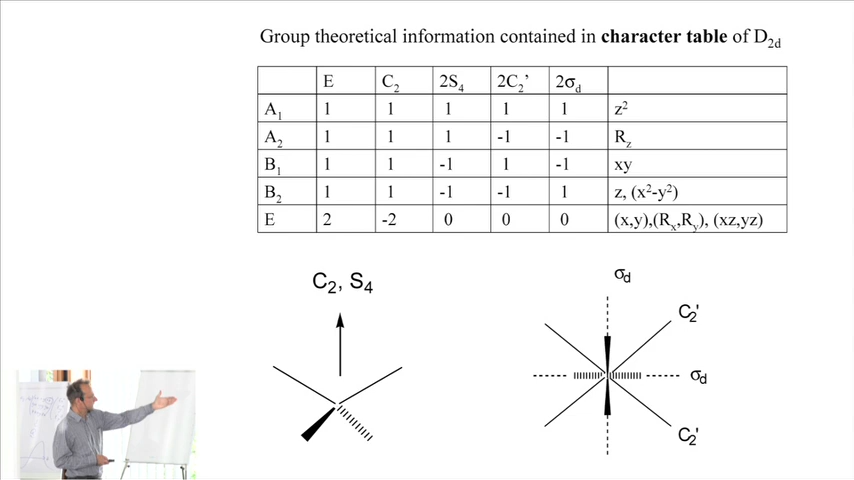 Group theoretical information contained in character table of D2d
E C2 2S4 2C2’ 2σd
A1 1 1 1 1 1 z²
A2 1 1 1 -1 -1 Rz
B1 1 1 -1 1 -1 xy
B2 1 1 -1 -1 1 z, (x²-y²)
E 2 -2 0 0 0 (x,y),(Rx,Ry), (xz,yz)
C2, S4
σd
C2'
σd
C2'